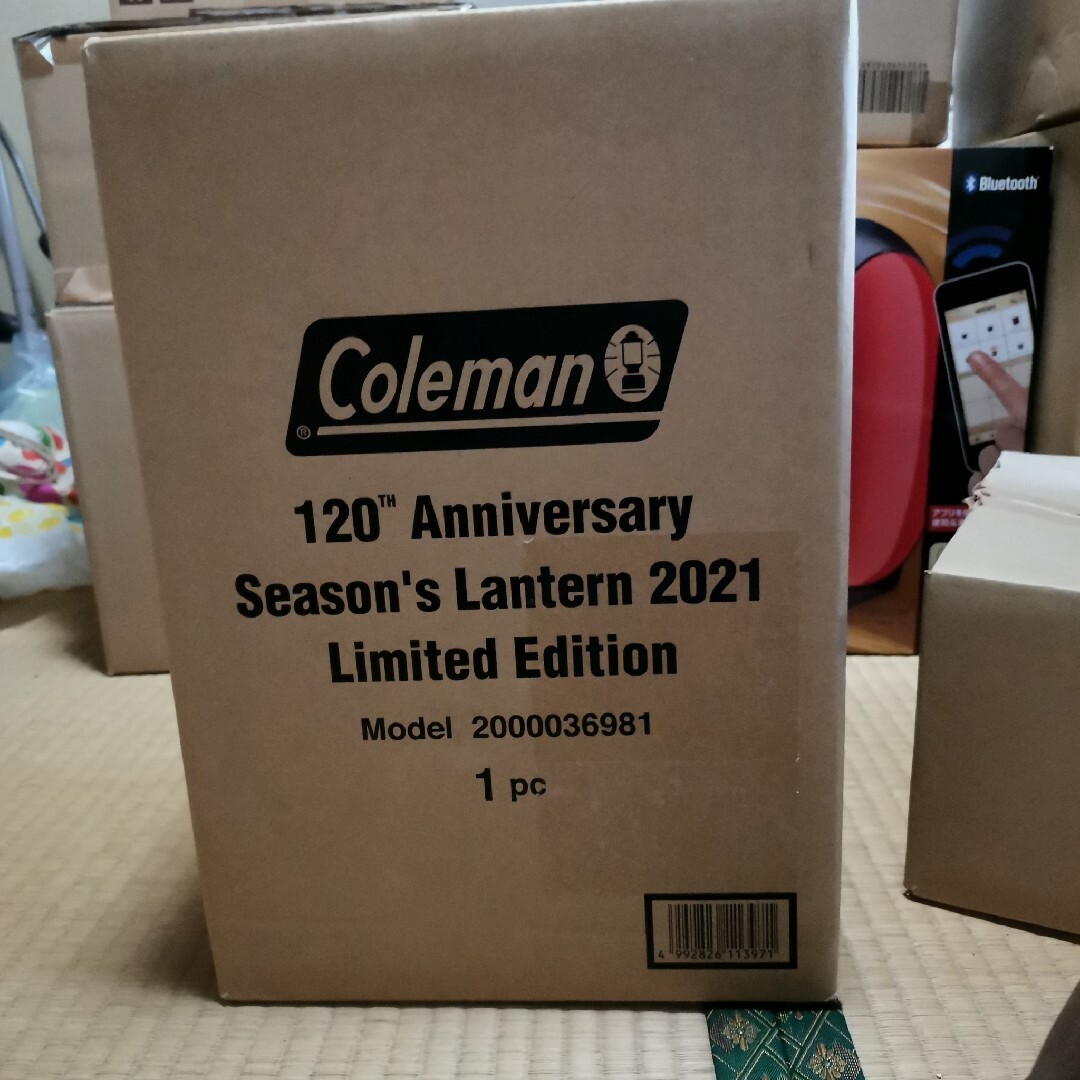 Coleman
®
120TH Anniversary
Season's Lantern 2021
Limited Edition
Model 2000036981
1 pc
4 992826 113971
Bluetooth